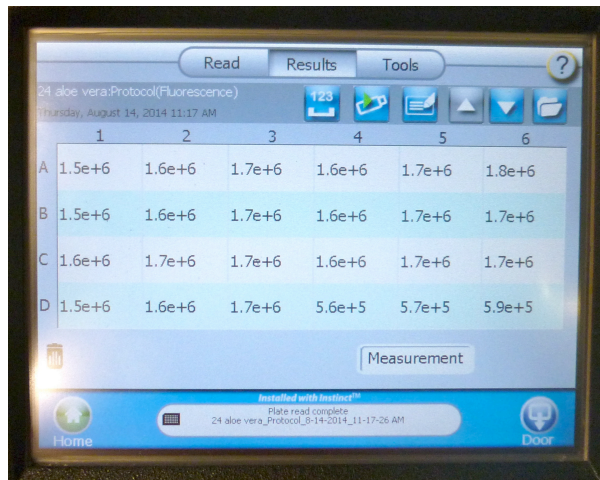 Read Results Tools ?
24 aloe vera:Protocol(Fluorescence)
Thursday, August 14, 2014 11:17 AM
123
1 2 3 4 5 6
A 1.5e+6 1.6e+6 1.7e+6 1.6e+6 1.7e+6 1.8e+6
B 1.5e+6 1.6e+6 1.7e+6 1.6e+6 1.7e+6 1.7e+6
C 1.6e+6 1.7e+6 1.7e+6 1.6e+6 1.7e+6 1.7e+6
D 1.5e+6 1.6e+6 1.7e+6 5.6e+5 5.7e+5 5.9e+5
Measurement
Installed with Instinct™
Plate read complete
24 aloe vera_Protocol_8-14-2014_11-17-26 AM
Home Door